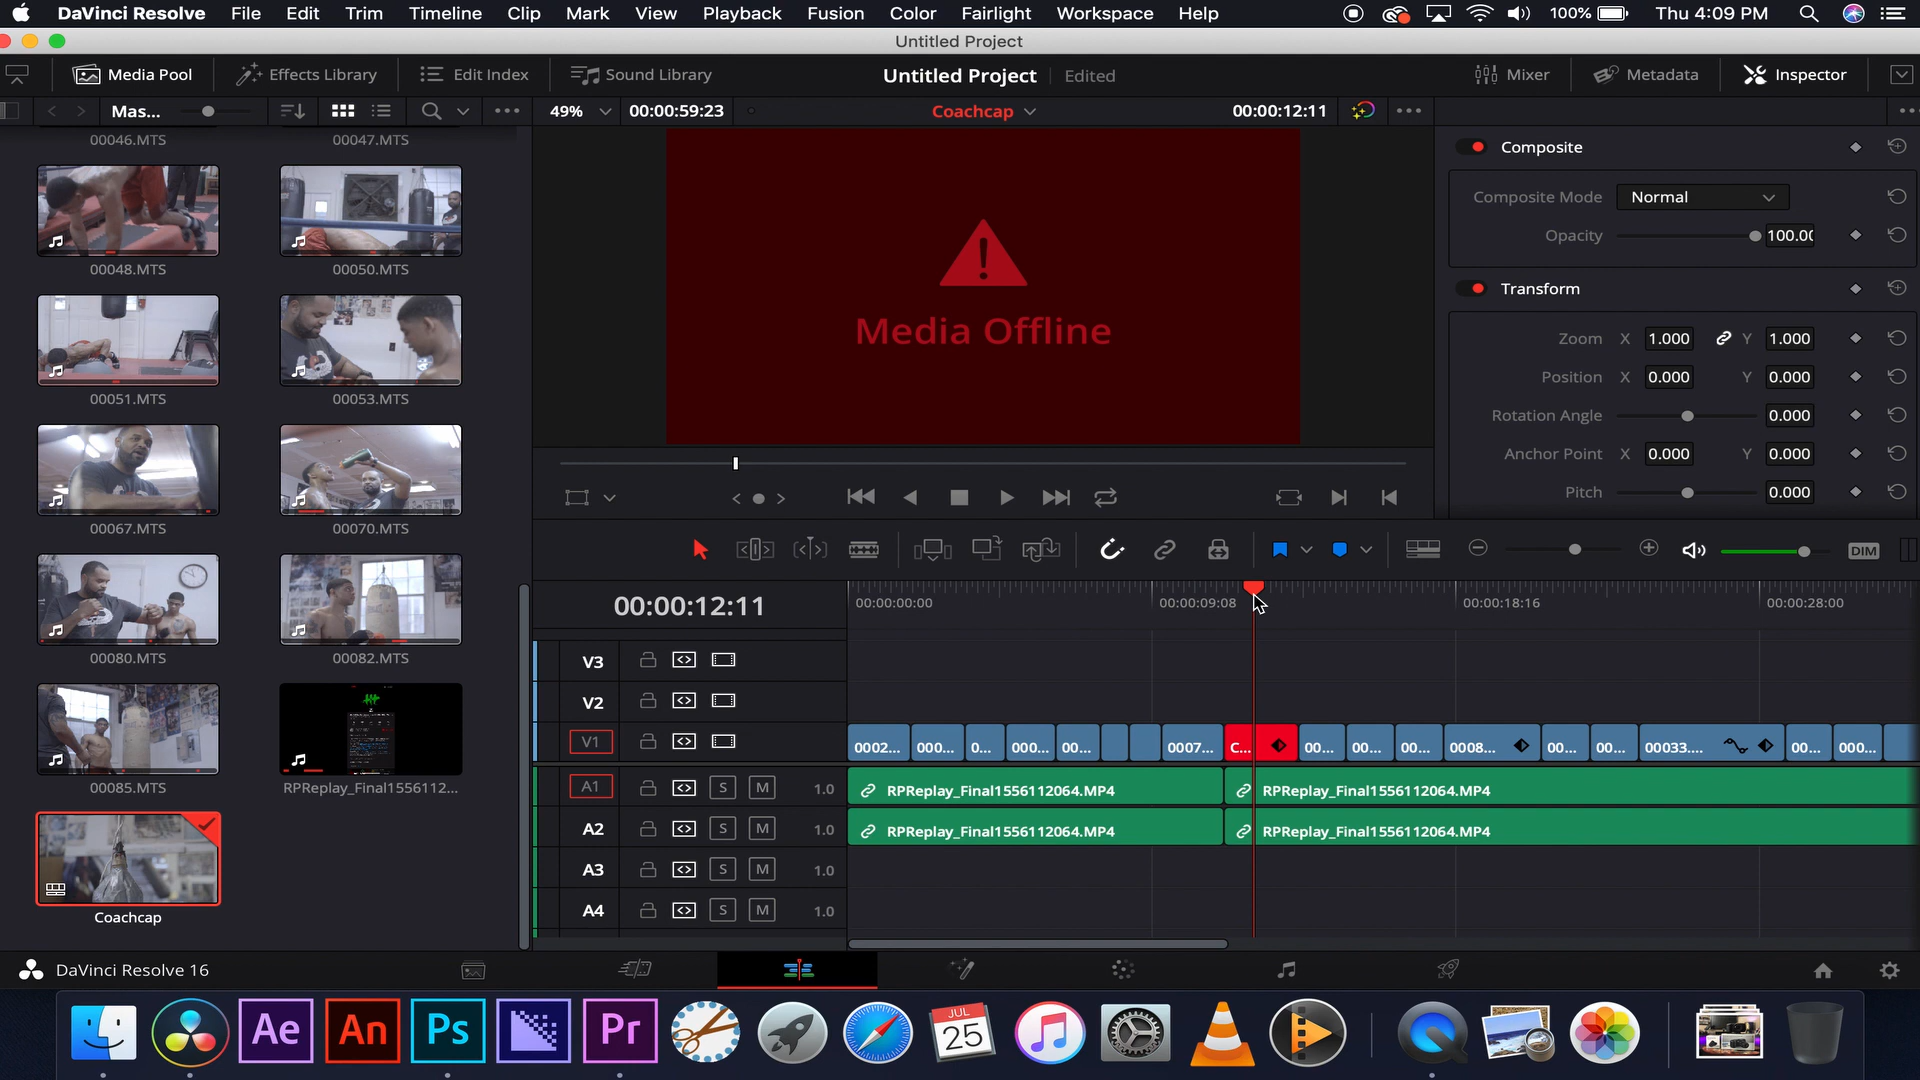 DaVinci Resolve File Edit Trim Timeline Clip Mark View Playback Fusion Color Fairlight Workspace Help 100% Thu 4:09 PM
Untitled Project
Media Pool Effects Library Edit Index Sound Library Untitled Project Edited Mixer Metadata Inspector
Mas... 49% 00:00:59:23 Coachcap 00:00:12:11
00046.MTS 00047.MTS
Composite
Composite Mode Normal
Opacity 100.00
00048.MTS 00050.MTS
Transform
Media Offline
Zoom X 1.000 Y 1.000
Position X 0.000 Y 0.000
00051.MTS 00053.MTS
Rotation Angle 0.000
Anchor Point X 0.000 Y 0.000
Pitch 0.000
00067.MTS 00070.MTS
DIM
00:00:12:11 00:00:00:00 00:00:09:08 00:00:18:16 00:00:28:00
00080.MTS 00082.MTS
V3
V2
V1 0002... 000... 0... 000... 00... 0007... C... 00... 00... 00... 0008... 00... 00... 00033.... 00... 000...
00085.MTS RPReplay_Final1556112...
A1 S M 1.0 RPReplay_Final1556112064.MP4 RPReplay_Final1556112064.MP4
A2 S M 1.0 RPReplay_Final1556112064.MP4 RPReplay_Final1556112064.MP4
A3 S M 1.0
A4 S M 1.0
Coachcap
DaVinci Resolve 16
Ae An Ps Pr JUL 25